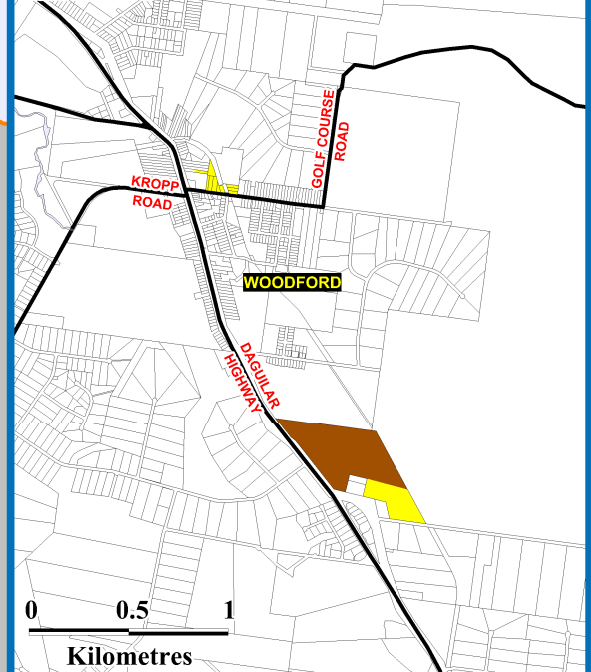 GOLF COURSE
ROAD
KROPP
ROAD
WOODFORD
DAGUILAR
HIGHWAY
0 0.5 1
Kilometres